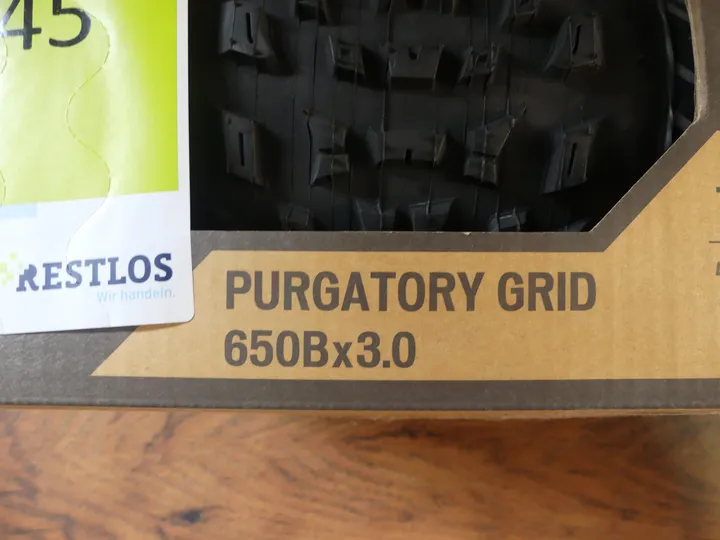 45
RESTLOS
Wir handeln.
PURGATORY GRID
650Bx3.0